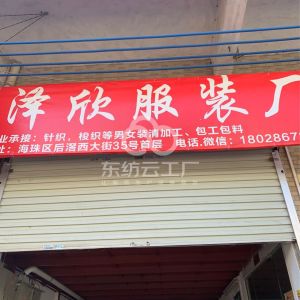 泽欣服装厂
业承接：针织，梭织等男女装清加工、包工包料
址：海珠区后滘西大街35号首层 电话.微信：1802867
东纺云工厂